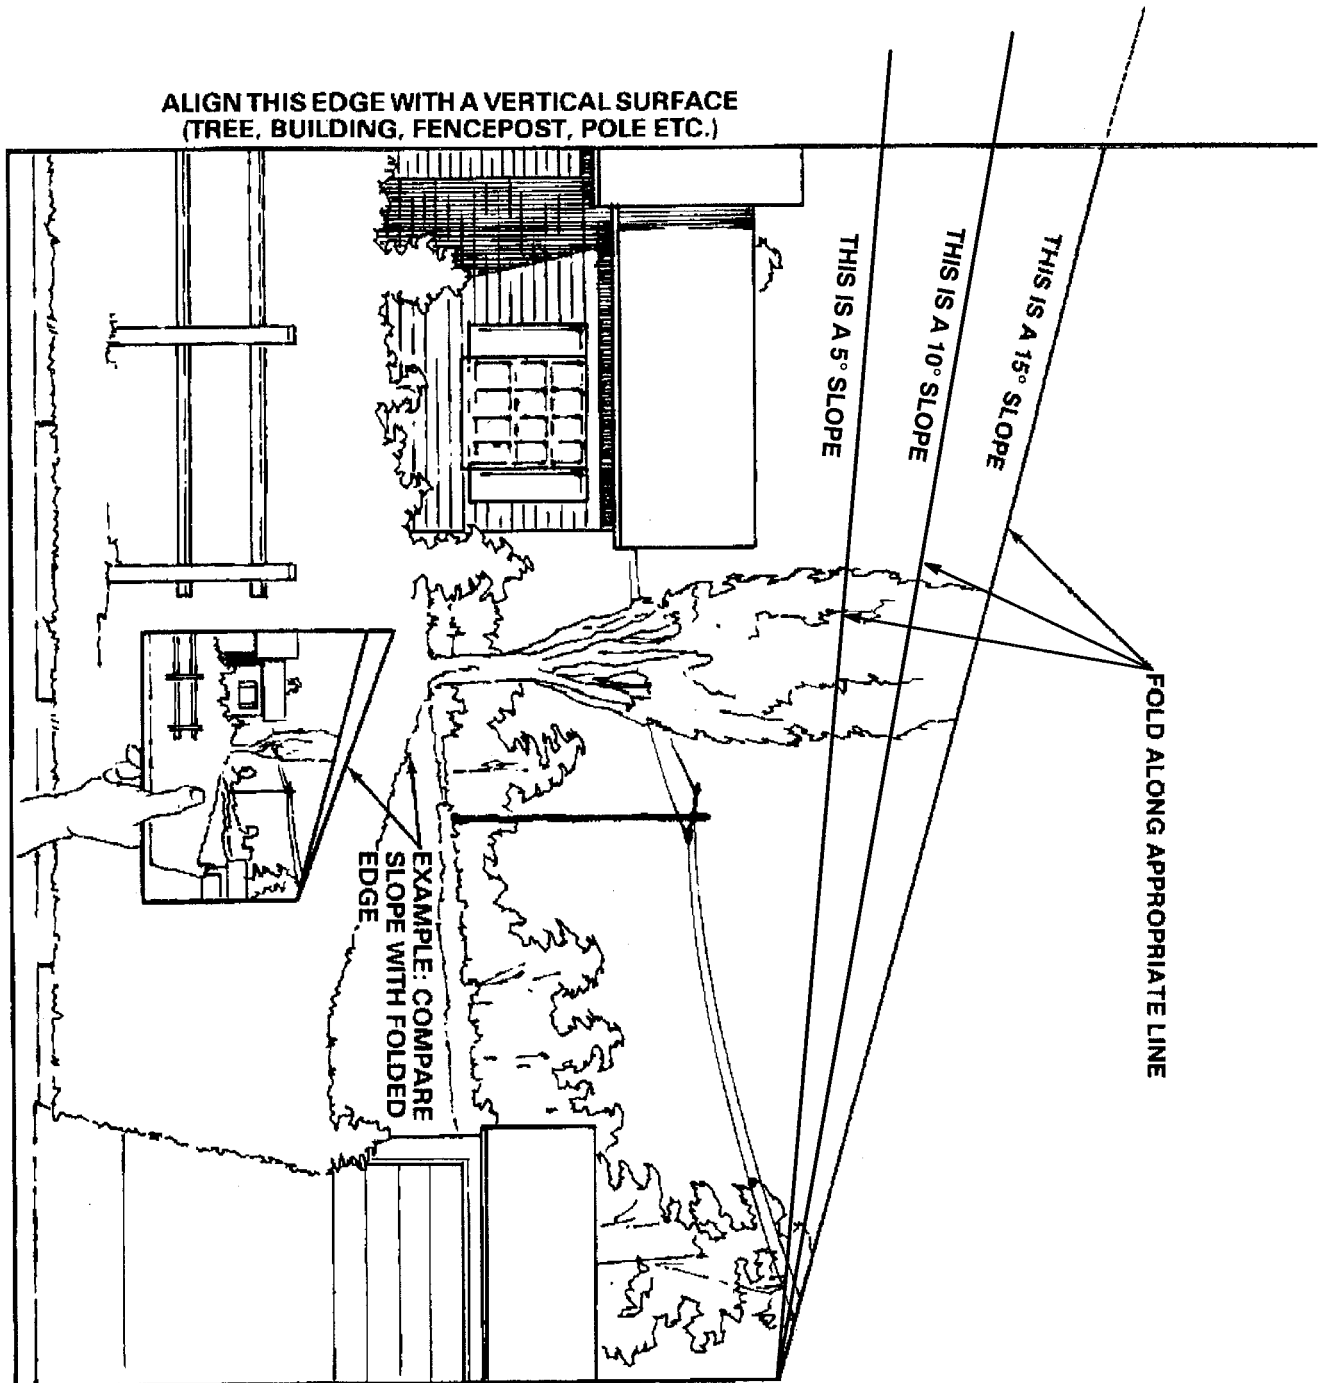 ALIGN THIS EDGE WITH A VERTICAL SURFACE
(TREE, BUILDING, FENCEPOST, POLE ETC.)
THIS IS A 5° SLOPE
THIS IS A 10° SLOPE
THIS IS A 15° SLOPE
FOLD ALONG APPROPRIATE LINE
EXAMPLE: COMPARE
SLOPE WITH FOLDED
EDGE